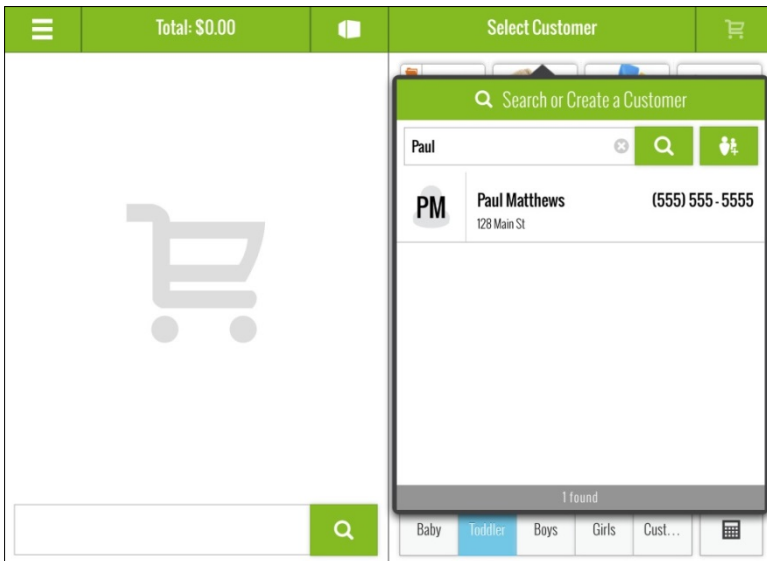 Total: $0.00
Select Customer
Search or Create a Customer
Paul
PM
Paul Matthews
(555) 555 - 5555
128 Main St
1 found
Baby
Toddler
Boys
Girls
Cust...